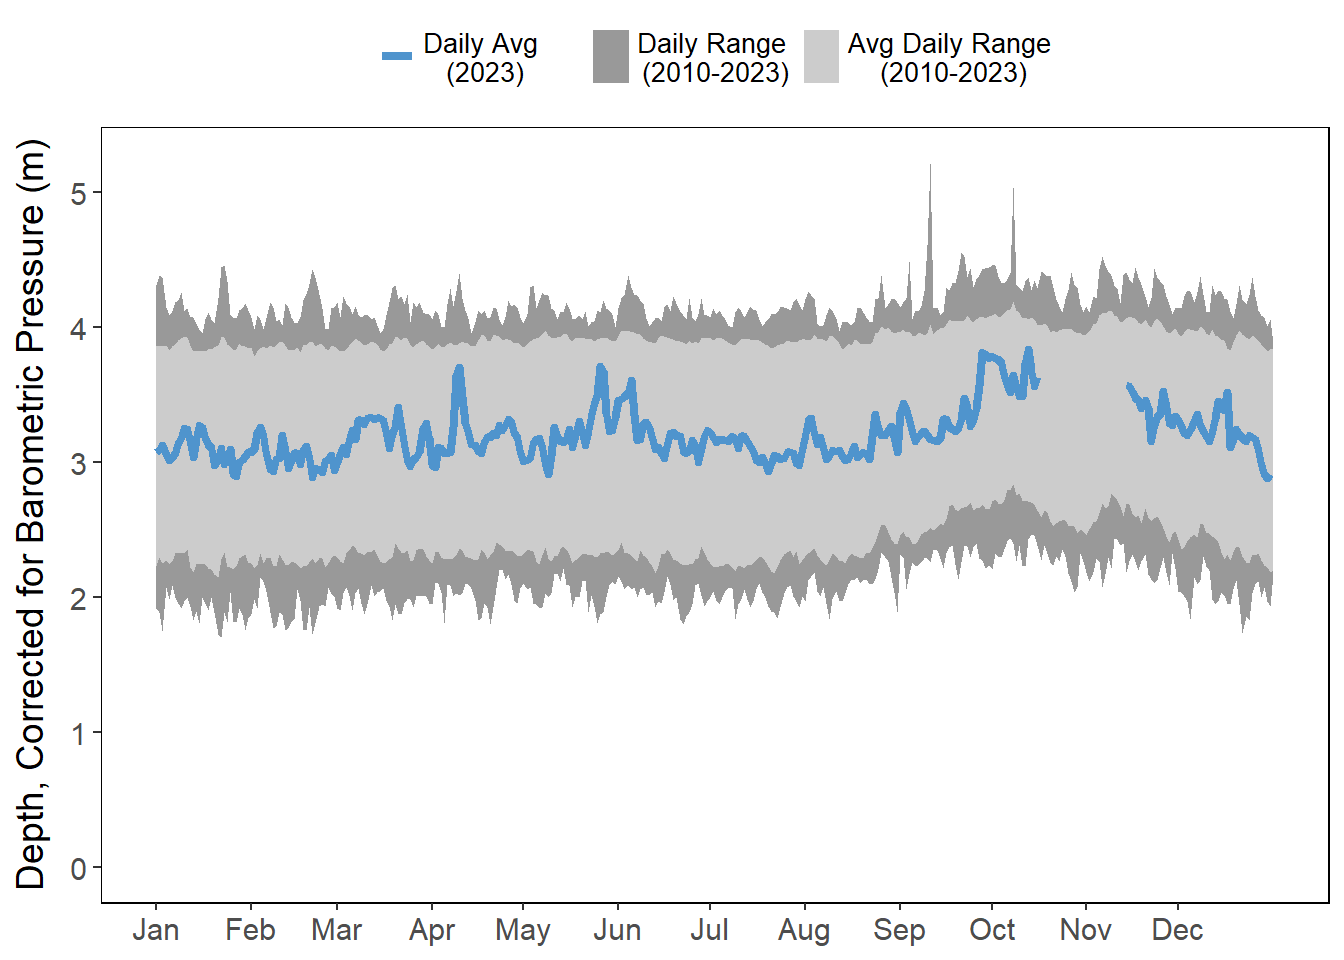 Daily Avg
(2023)
Daily Range
(2010-2023)
Avg Daily Range
(2010-2023)
Depth, Corrected for Barometric Pressure (m)
5
4
3
2
1
0
Jan Feb Mar Apr May Jun Jul Aug Sep Oct Nov Dec